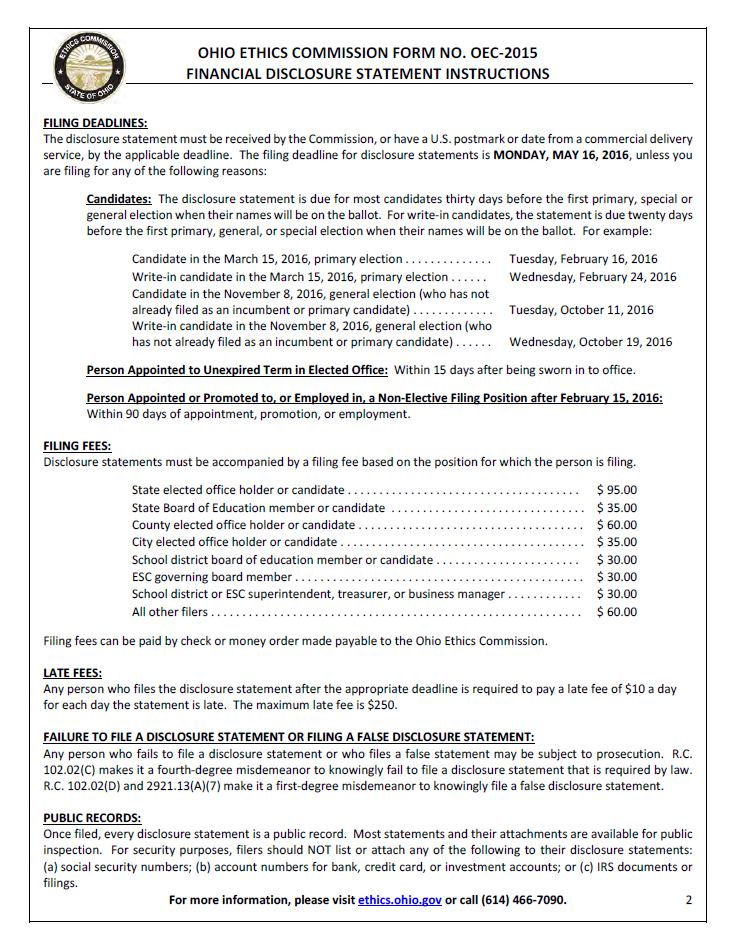 ETHICS COMMISSION
STATE OF OHIO
OHIO ETHICS COMMISSION FORM NO. OEC-2015
FINANCIAL DISCLOSURE STATEMENT INSTRUCTIONS
FILING DEADLINES:
The disclosure statement must be received by the Commission, or have a U.S. postmark or date from a commercial delivery
service, by the applicable deadline. The filing deadline for disclosure statements is MONDAY, MAY 16, 2016, unless you
are filing for any of the following reasons:
Candidates: The disclosure statement is due for most candidates thirty days before the first primary, special or
general election when their names will be on the ballot. For write-in candidates, the statement is due twenty days
before the first primary, general, or special election when their names will be on the ballot. For example:
Candidate in the March 15, 2016, primary election . . . . . . . . . . . . . . Tuesday, February 16, 2016
Write-in candidate in the March 15, 2016, primary election . . . . . . Wednesday, February 24, 2016
Candidate in the November 8, 2016, general election (who has not
already filed as an incumbent or primary candidate) . . . . . . . . . . . . . Tuesday, October 11, 2016
Write-in candidate in the November 8, 2016, general election (who
has not already filed as an incumbent or primary candidate) . . . . . . Wednesday, October 19, 2016
Person Appointed to Unexpired Term in Elected Office: Within 15 days after being sworn in to office.
Person Appointed or Promoted to, or Employed in, a Non-Elective Filing Position after February 15, 2016:
Within 90 days of appointment, promotion, or employment.
FILING FEES:
Disclosure statements must be accompanied by a filing fee based on the position for which the person is filing.
State elected office holder or candidate . . . . . . . . . . . . . . . . . . . . . . . . . . . . . . . . . . . $ 95.00
State Board of Education member or candidate . . . . . . . . . . . . . . . . . . . . . . . . . . . . . $ 35.00
County elected office holder or candidate . . . . . . . . . . . . . . . . . . . . . . . . . . . . . . . . . . $ 60.00
City elected office holder or candidate . . . . . . . . . . . . . . . . . . . . . . . . . . . . . . . . . . . . . $ 35.00
School district board of education member or candidate . . . . . . . . . . . . . . . . . . . . . . $ 30.00
ESC governing board member . . . . . . . . . . . . . . . . . . . . . . . . . . . . . . . . . . . . . . . . . . . . $ 30.00
School district or ESC superintendent, treasurer, or business manager . . . . . . . . . . . $ 30.00
All other filers . . . . . . . . . . . . . . . . . . . . . . . . . . . . . . . . . . . . . . . . . . . . . . . . . . . . . . . . $ 60.00
Filing fees can be paid by check or money order made payable to the Ohio Ethics Commission.
LATE FEES:
Any person who files the disclosure statement after the appropriate deadline is required to pay a late fee of $10 a day
for each day the statement is late. The maximum late fee is $250.
FAILURE TO FILE A DISCLOSURE STATEMENT OR FILING A FALSE DISCLOSURE STATEMENT:
Any person who fails to file a disclosure statement or who files a false statement may be subject to prosecution. R.C.
102.02(C) makes it a fourth-degree misdemeanor to knowingly fail to file a disclosure statement that is required by law.
R.C. 102.02(D) and 2921.13(A)(7) make it a first-degree misdemeanor to knowingly file a false disclosure statement.
PUBLIC RECORDS:
Once filed, every disclosure statement is a public record. Most statements and their attachments are available for public
inspection. For security purposes, filers should NOT list or attach any of the following to their disclosure statements:
(a) social security numbers; (b) account numbers for bank, credit card, or investment accounts; or (c) IRS documents or
filings.
For more information, please visit ethics.ohio.gov or call (614) 466-7090. 2